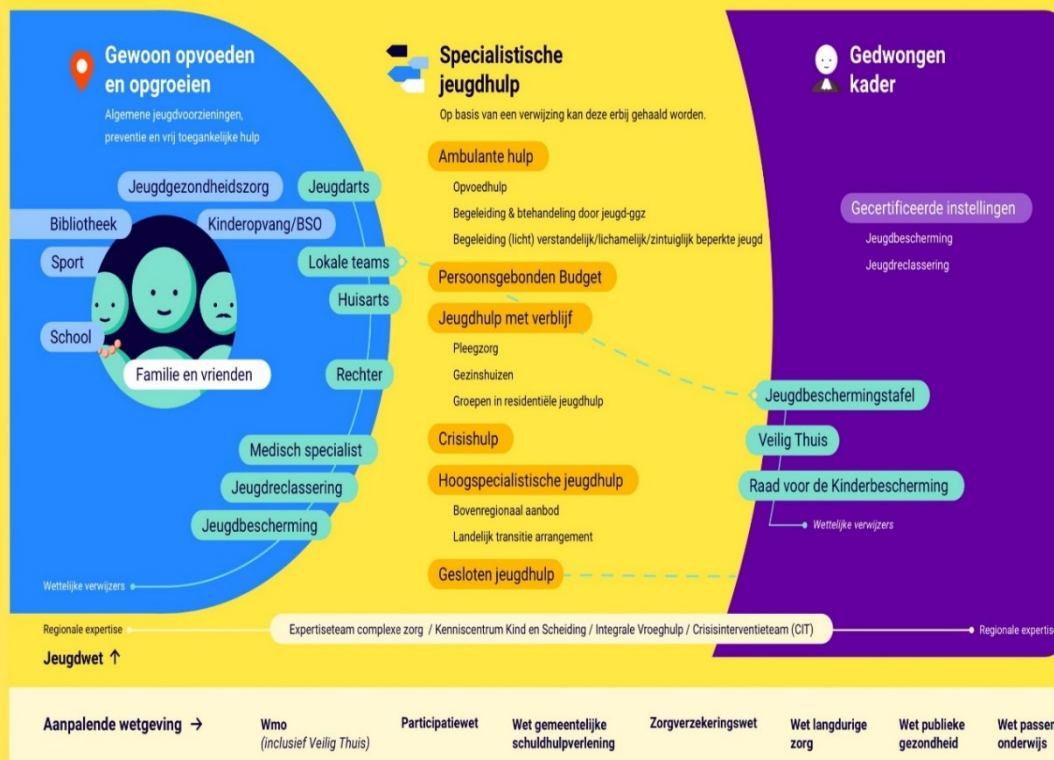 Gewoon opvoeden
en opgroeien
Algemene jeugdvoorzieningen,
preventie en vrij toegankelijke hulp
Jeugdgezondheidszorg
Bibliotheek
Kinderopvang/BSO
Sport
School
Familie en vrienden
Jeugdarts
Lokale teams
Huisarts
Rechter
Medisch specialist
Jeugdreclassering
Jeugdbescherming
Wettelijke verwijzers
Specialistische
jeugdhulp
Op basis van een verwijzing kan deze erbij gehaald worden.
Ambulante hulp
Opvoedhulp
Begeleiding & btehandeling door jeugd-ggz
Begeleiding (licht) verstandelijk/lichamelijk/zintuiglijk beperkte jeugd
Persoonsgebonden Budget
Jeugdhulp met verblijf
Pleegzorg
Gezinshuizen
Groepen in residentiële jeugdhulp
Crisishulp
Hoogspecialistische jeugdhulp
Bovenregionaal aanbod
Landelijk transitie arrangement
Gesloten jeugdhulp
Gedwongen
kader
Gecertificeerde instellingen
Jeugdbescherming
Jeugdreclassering
Jeugdbeschermingstafel
Veilig Thuis
Raad voor de Kinderbescherming
Wettelijke verwijzers
Regionale expertise
Expertiseteam complexe zorg / Kenniscentrum Kind en Scheiding / Integrale Vroeghulp / Crisisinterventieteam (CIT)
Regionale expertise
Jeugdwet ↑
Aanpalende wetgeving →
Wmo
(inclusief Veilig Thuis)
Participatiewet
Wet gemeentelijke
schuldhulpverlening
Zorgverzekeringswet
Wet langdurige
zorg
Wet publieke
gezondheid
Wet passen
onderwijs